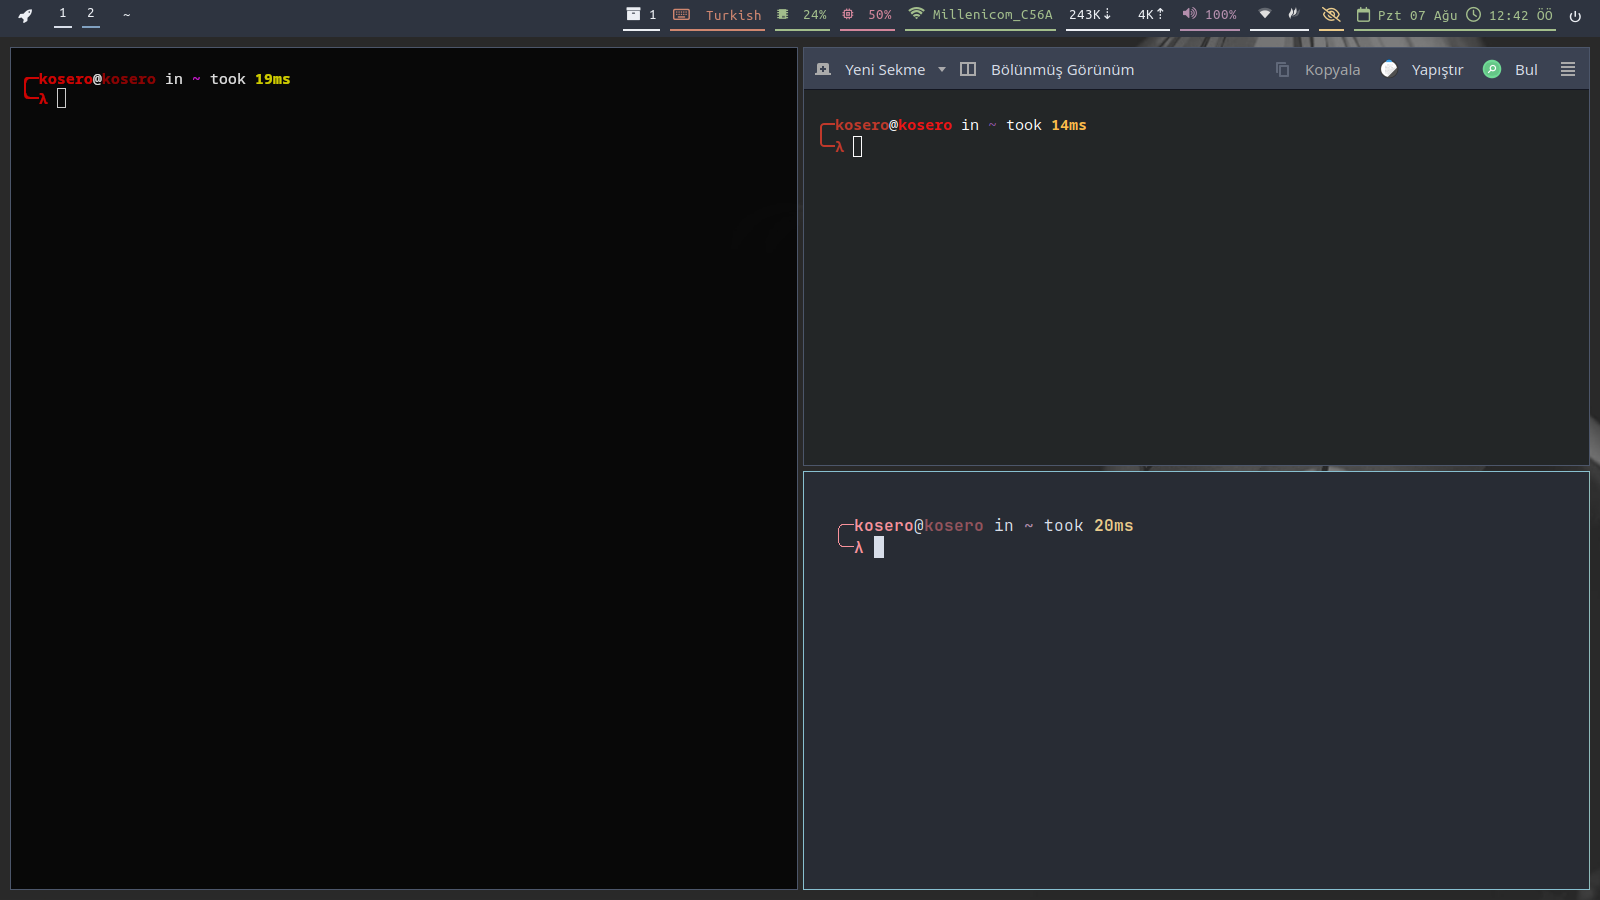 1 2 ~ 1 Turkish 24% 50% Millenicom_C56A 243K↓ 4K↑ 100% Pzt 07 Ağu 12:42 ÖÖ
kosero@kosero in ~ took 19ms
λ
Yeni Sekme Bölünmüş Görünüm Kopyala Yapıştır Bul
kosero@kosero in ~ took 14ms
λ
kosero@kosero in ~ took 20ms
λ